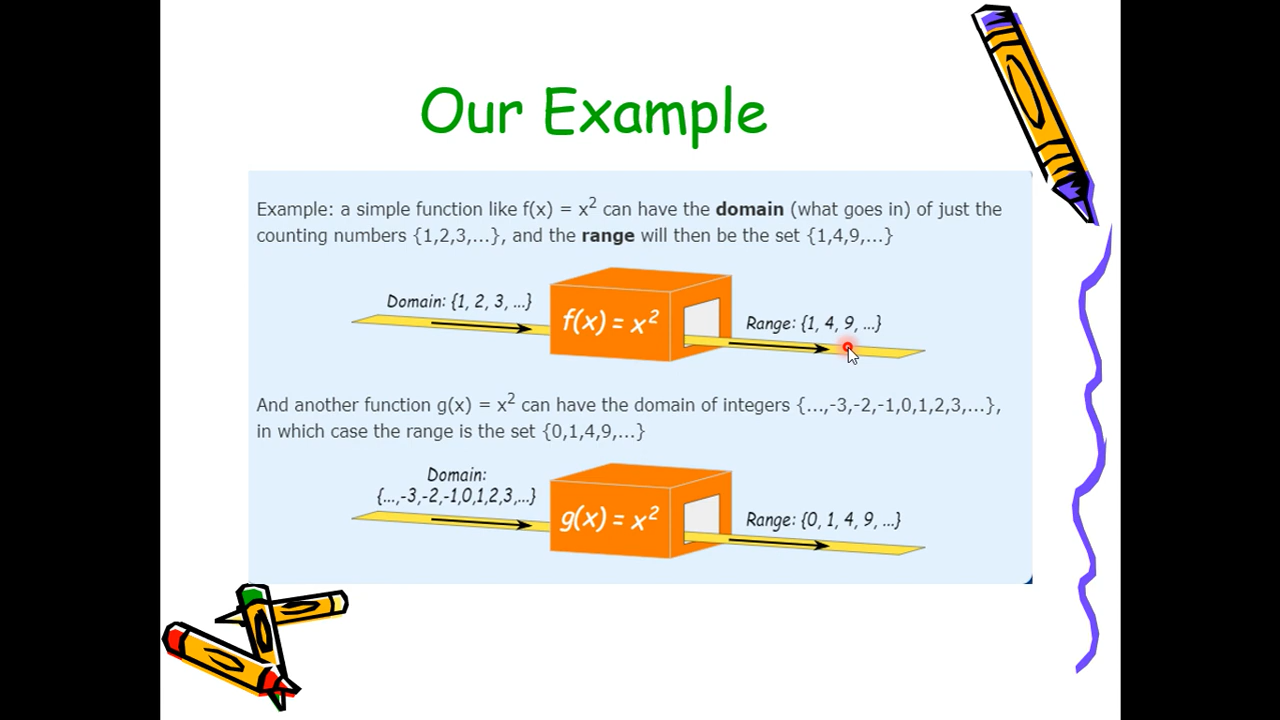 Our Example
Example: a simple function like f(x) = x² can have the domain (what goes in) of just the
counting numbers {1,2,3,...}, and the range will then be the set {1,4,9,...}
Domain: {1, 2, 3, ...}
f(x) = x²
Range: {1, 4, 9, ...}
And another function g(x) = x² can have the domain of integers {...,-3,-2,-1,0,1,2,3,...},
in which case the range is the set {0,1,4,9,...}
Domain:
{...,-3,-2,-1,0,1,2,3,...}
g(x) = x²
Range: {0, 1, 4, 9, ...}